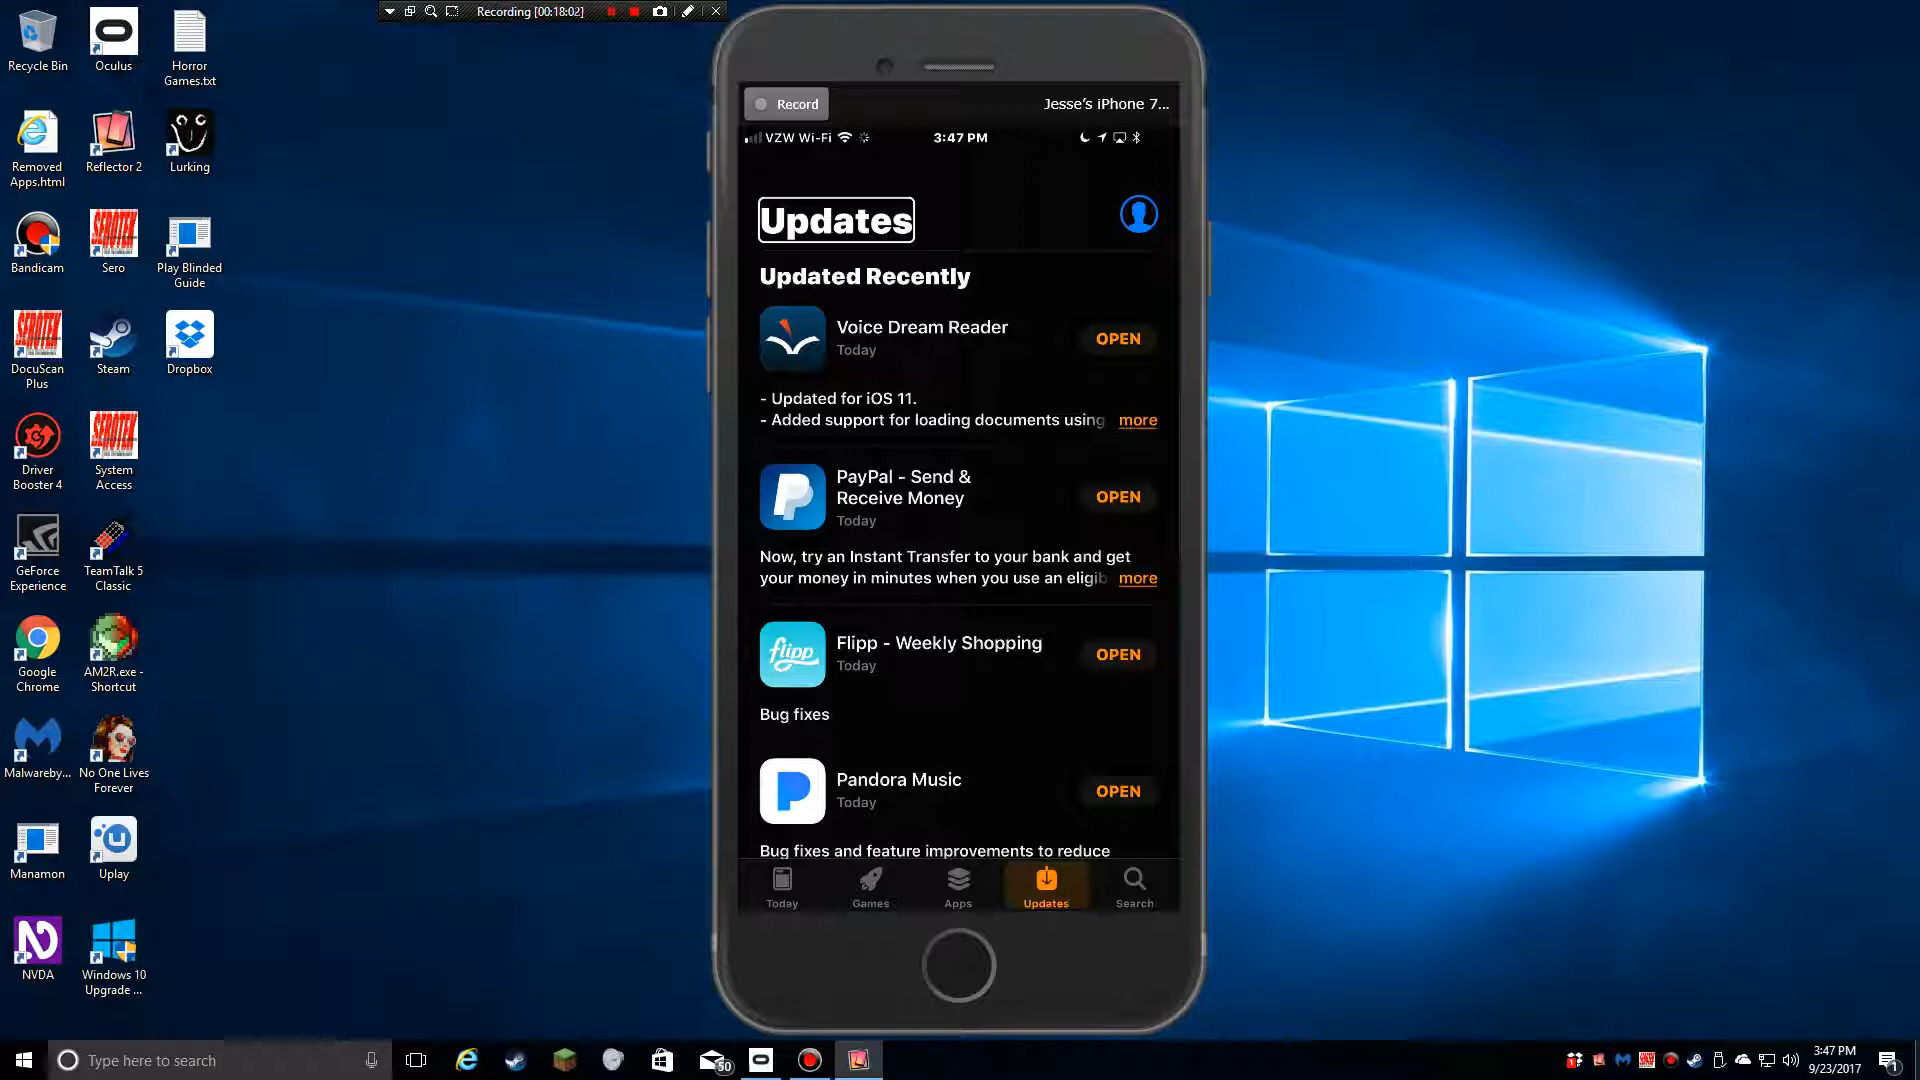 Recording [00:18:02]
Recycle Bin
Oculus
Horror
Games.txt
Removed
Apps.html
Reflector 2
Lurking
Bandicam
SEROTEK
Sero
Play Blinded
Guide
SEROTEK
DocuScan
Plus
Steam
Dropbox
Driver
Booster 4
SEROTEK
System
Access
GeForce
Experience
TeamTalk 5
Classic
Google
Chrome
AM2R.exe -
Shortcut
Malwareby...
No One Lives
Forever
Manamon
Uplay
NVDA
Windows 10
Upgrade ...
Record
Jesse's iPhone 7...
VZW Wi-Fi
3:47 PM
Updates
Updated Recently
Voice Dream Reader
Today
OPEN
- Updated for iOS 11.
- Added support for loading documents using
more
PayPal - Send &
Receive Money
Today
OPEN
Now, try an Instant Transfer to your bank and get
your money in minutes when you use an eligib
more
flipp
Flipp - Weekly Shopping
Today
OPEN
Bug fixes
Pandora Music
Today
OPEN
Bug fixes and feature improvements to reduce
Today
Games
Apps
Updates
Search
Type here to search
50
3:47 PM
9/23/2017
1